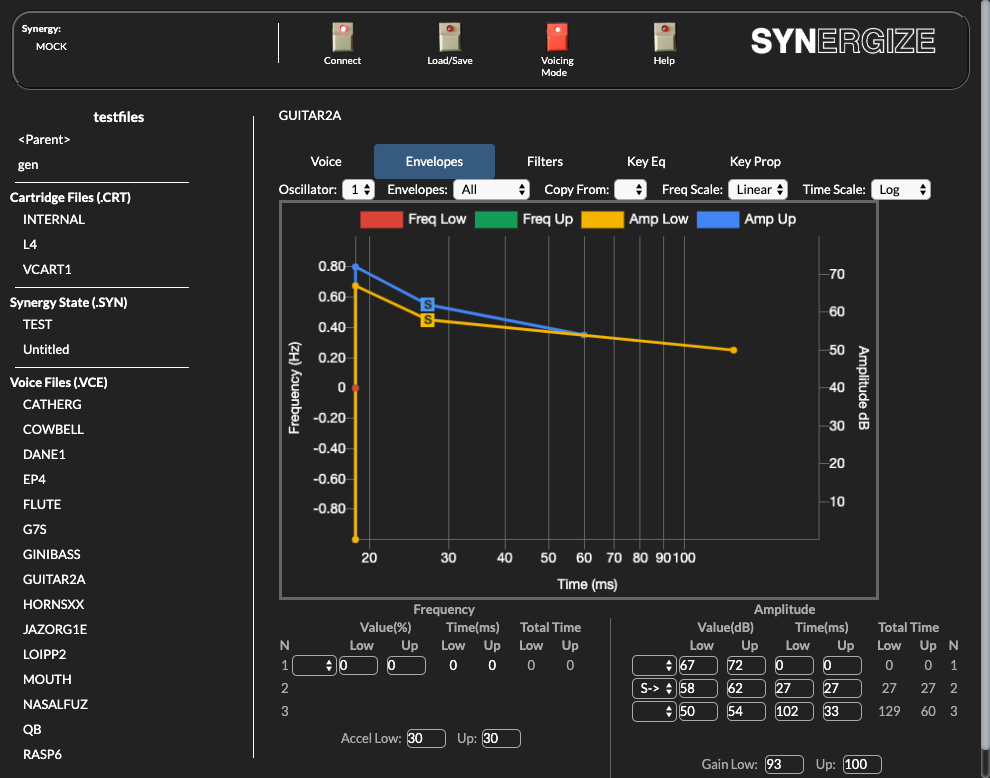 Synergy:
MOCK
Connect
Load/Save
Voicing
Mode
Help
SYNERGIZE
testfiles
<Parent>
gen
Cartridge Files (.CRT)
INTERNAL
L4
VCART1
Synergy State (.SYN)
TEST
Untitled
Voice Files (.VCE)
CATHERG
COWBELL
DANE1
EP4
FLUTE
G7S
GINIBASS
GUITAR2A
HORNSXX
JAZORG1E
LOIPP2
MOUTH
NASALFUZ
QB
RASP6
GUITAR2A
Voice Envelopes Filters Key Eq Key Prop
Oscillator: 1 Envelopes: All Copy From: Freq Scale: Linear Time Scale: Log
Freq Low Freq Up Amp Low Amp Up
Frequency (Hz)
0.80
0.60
0.40
0.20
0
-0.20
-0.40
-0.60
-0.80
S
S
70
60
50
40
30
20
10
Amplitude dB
20 30 40 50 60 70 80 90 100
Time (ms)
Frequency
Value(%) Time(ms) Total Time
N Low Up Low Up Low Up
1 0 0 0 0 0 0
2
3
Accel Low: 30 Up: 30
Amplitude
Value(dB) Time(ms) Total Time
Low Up Low Up Low Up N
67 72 0 0 0 0 1
S-> 58 62 27 27 27 27 2
50 54 102 33 129 60 3
Gain Low: 93 Up: 100